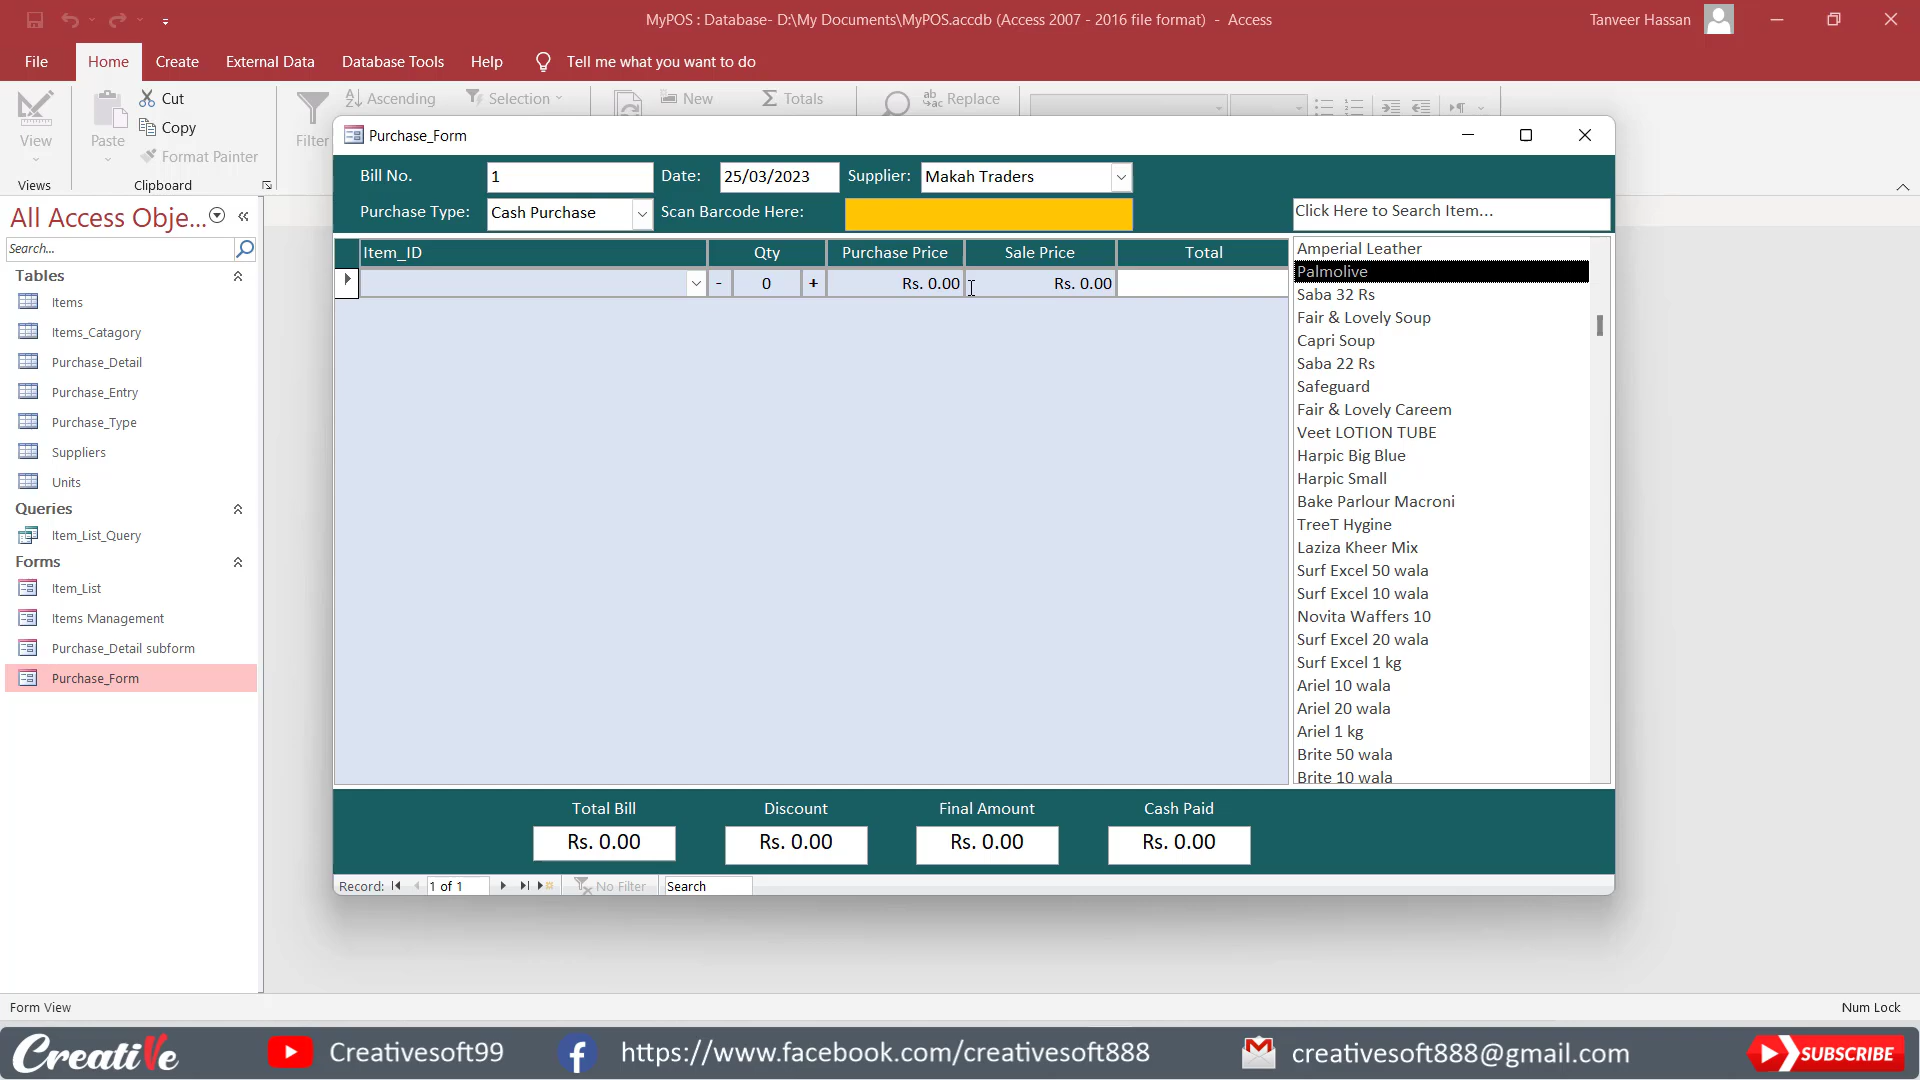 MyPOS : Database- D:\My Documents\MyPOS.accdb (Access 2007 - 2016 file format) - Access
Tanveer Hassan
File Home Create External Data Database Tools Help Tell me what you want to do
View
Views
Paste
Cut
Copy
Format Painter
Clipboard
Filter
Ascending
Selection
New
Totals
Replace
All Access Obje...
Search...
Tables
Items
Items_Catagory
Purchase_Detail
Purchase_Entry
Purchase_Type
Suppliers
Units
Queries
Item_List_Query
Forms
Item_List
Items Management
Purchase_Detail subform
Purchase_Form
Purchase_Form
Bill No. 1 Date: 25/03/2023 Supplier: Makah Traders
Purchase Type: Cash Purchase Scan Barcode Here:
Click Here to Search Item...
Item_ID Qty Purchase Price Sale Price Total
- 0 + Rs. 0.00 Rs. 0.00
Amperial Leather
Palmolive
Saba 32 Rs
Fair & Lovely Soup
Capri Soup
Saba 22 Rs
Safeguard
Fair & Lovely Careem
Veet LOTION TUBE
Harpic Big Blue
Harpic Small
Bake Parlour Macroni
TreeT Hygine
Laziza Kheer Mix
Surf Excel 50 wala
Surf Excel 10 wala
Novita Waffers 10
Surf Excel 20 wala
Surf Excel 1 kg
Ariel 10 wala
Ariel 20 wala
Ariel 1 kg
Brite 50 wala
Brite 10 wala
Total Bill Discount Final Amount Cash Paid
Rs. 0.00 Rs. 0.00 Rs. 0.00 Rs. 0.00
Record: 1 of 1 No Filter Search
Form View
Num Lock
CreatiVe Creativesoft99 https://www.facebook.com/creativesoft888 creativesoft888@gmail.com SUBSCRIBE